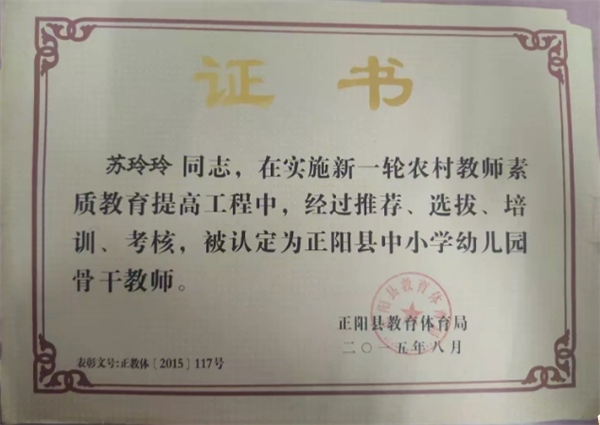 证书
苏玲玲 同志，在实施新一轮农村教师素
质教育提高工程中，经过推荐、选拔、培
训、考核，被认定为正阳县中小学幼儿园
骨干教师。
正阳县教育体育局
二〇一五年八月
表彰文号:正教体［2015］117号